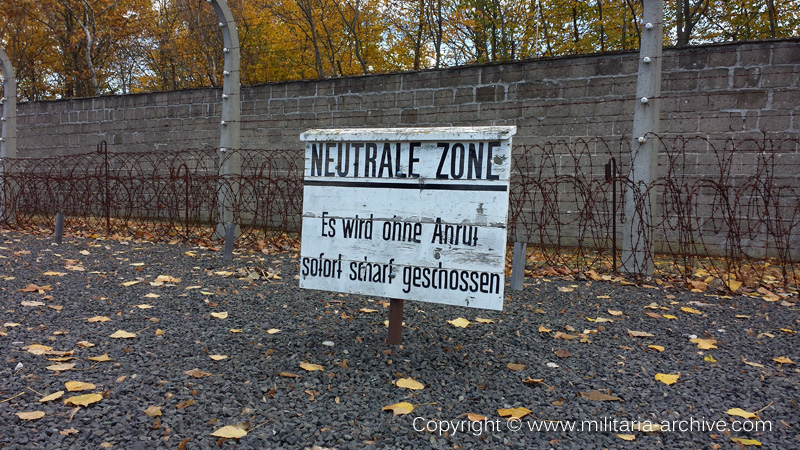 NEUTRALE ZONE
Es wird ohne Anruf
sofort scharf geschossen
Copyright © www.militaria-archive.com